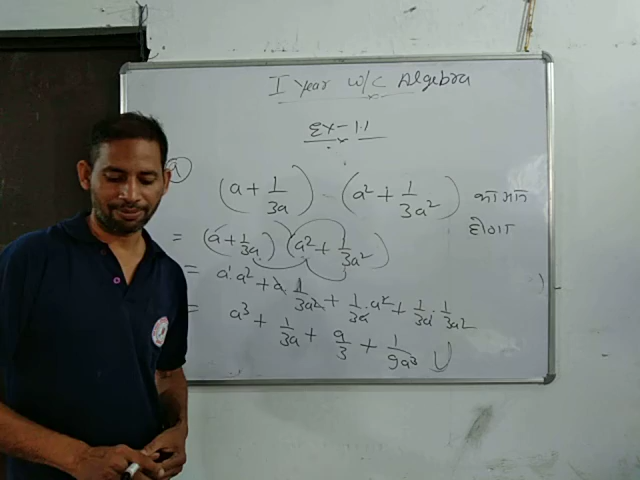 I Year W/C Algebra
Ex-1.1
(a) (a + 1/3a) (a² + 1/3a²) का मान
होगा
= (a + 1/3a) (a² + 1/3a²)
= a·a² + a·1/3a² + 1/3a·a² + 1/3a·1/3a²
= a³ + 1/3a + a/3 + 1/9a³